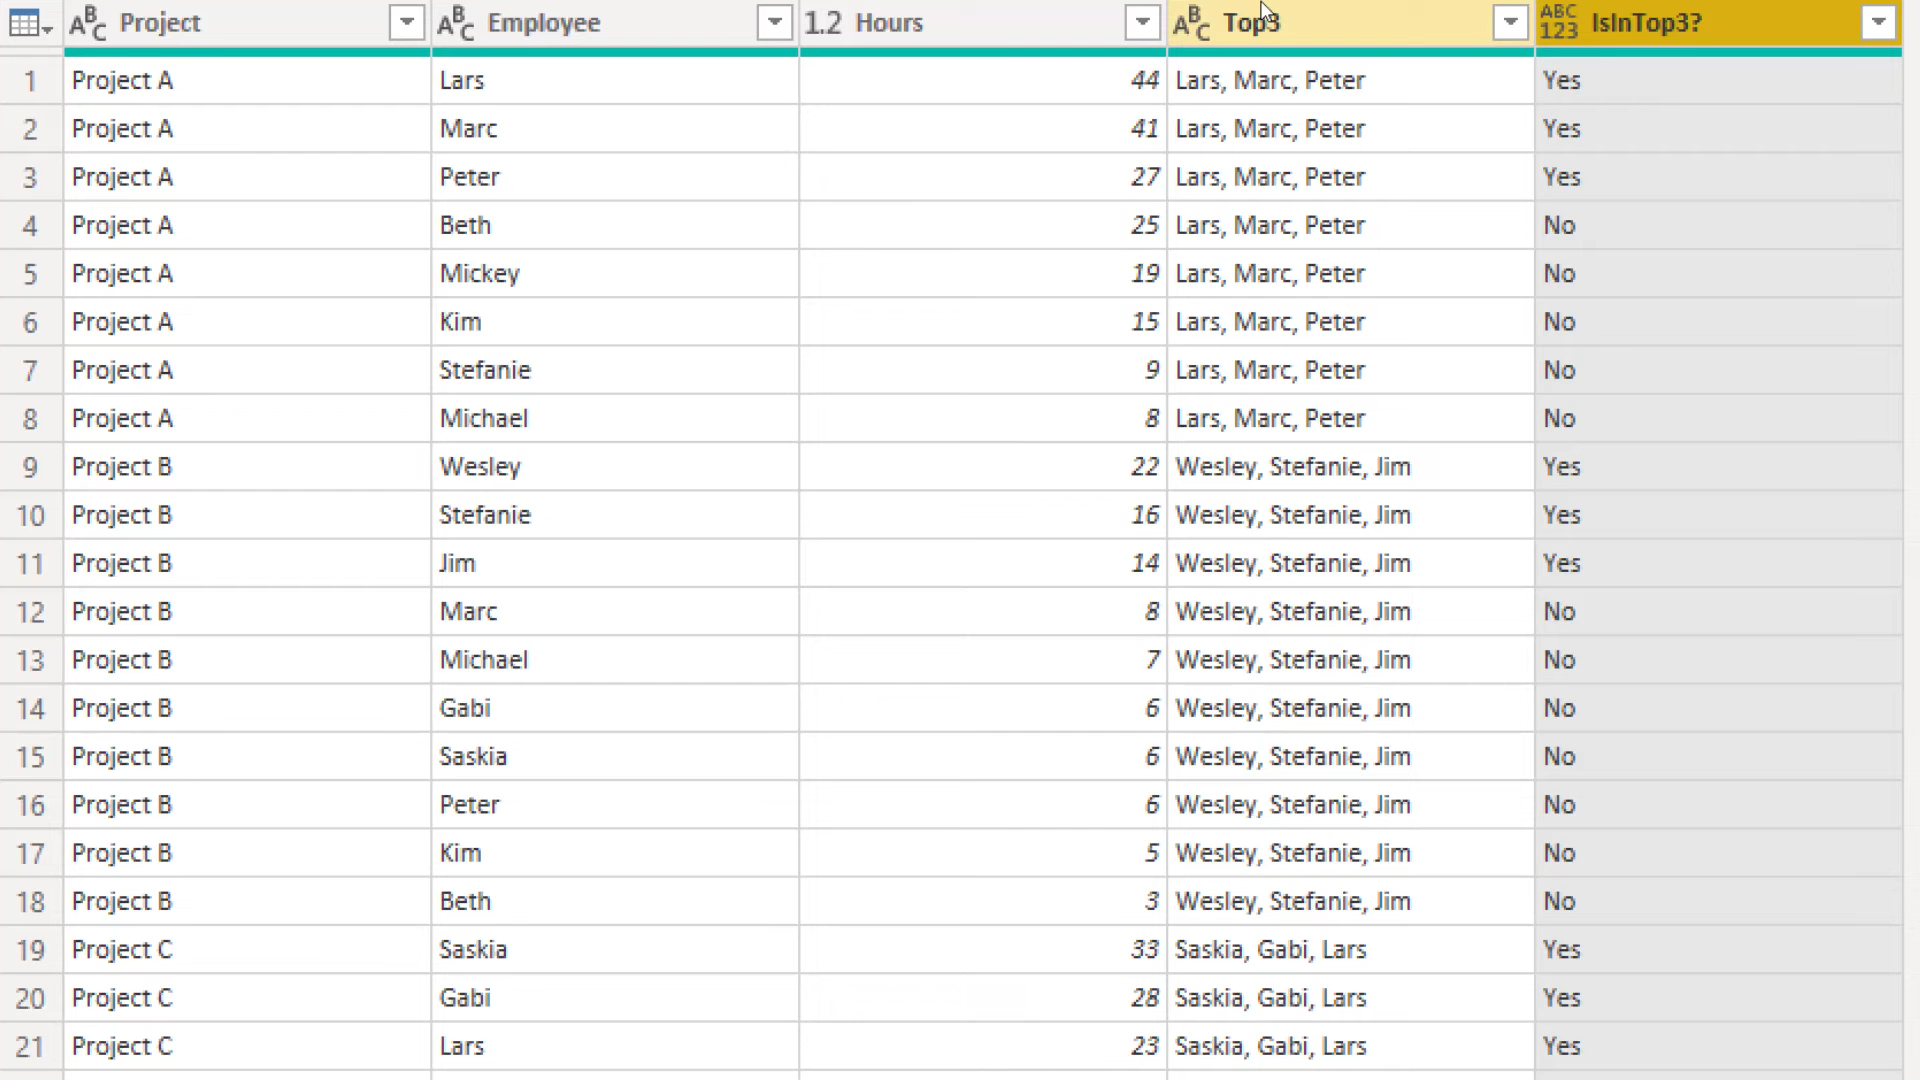 ABC Project ABC Employee 1.2 Hours ABC Top3 ABC 123 IsInTop3?
1 Project A Lars 44 Lars, Marc, Peter Yes
2 Project A Marc 41 Lars, Marc, Peter Yes
3 Project A Peter 27 Lars, Marc, Peter Yes
4 Project A Beth 25 Lars, Marc, Peter No
5 Project A Mickey 19 Lars, Marc, Peter No
6 Project A Kim 15 Lars, Marc, Peter No
7 Project A Stefanie 9 Lars, Marc, Peter No
8 Project A Michael 8 Lars, Marc, Peter No
9 Project B Wesley 22 Wesley, Stefanie, Jim Yes
10 Project B Stefanie 16 Wesley, Stefanie, Jim Yes
11 Project B Jim 14 Wesley, Stefanie, Jim Yes
12 Project B Marc 8 Wesley, Stefanie, Jim No
13 Project B Michael 7 Wesley, Stefanie, Jim No
14 Project B Gabi 6 Wesley, Stefanie, Jim No
15 Project B Saskia 6 Wesley, Stefanie, Jim No
16 Project B Peter 6 Wesley, Stefanie, Jim No
17 Project B Kim 5 Wesley, Stefanie, Jim No
18 Project B Beth 3 Wesley, Stefanie, Jim No
19 Project C Saskia 33 Saskia, Gabi, Lars Yes
20 Project C Gabi 28 Saskia, Gabi, Lars Yes
21 Project C Lars 23 Saskia, Gabi, Lars Yes